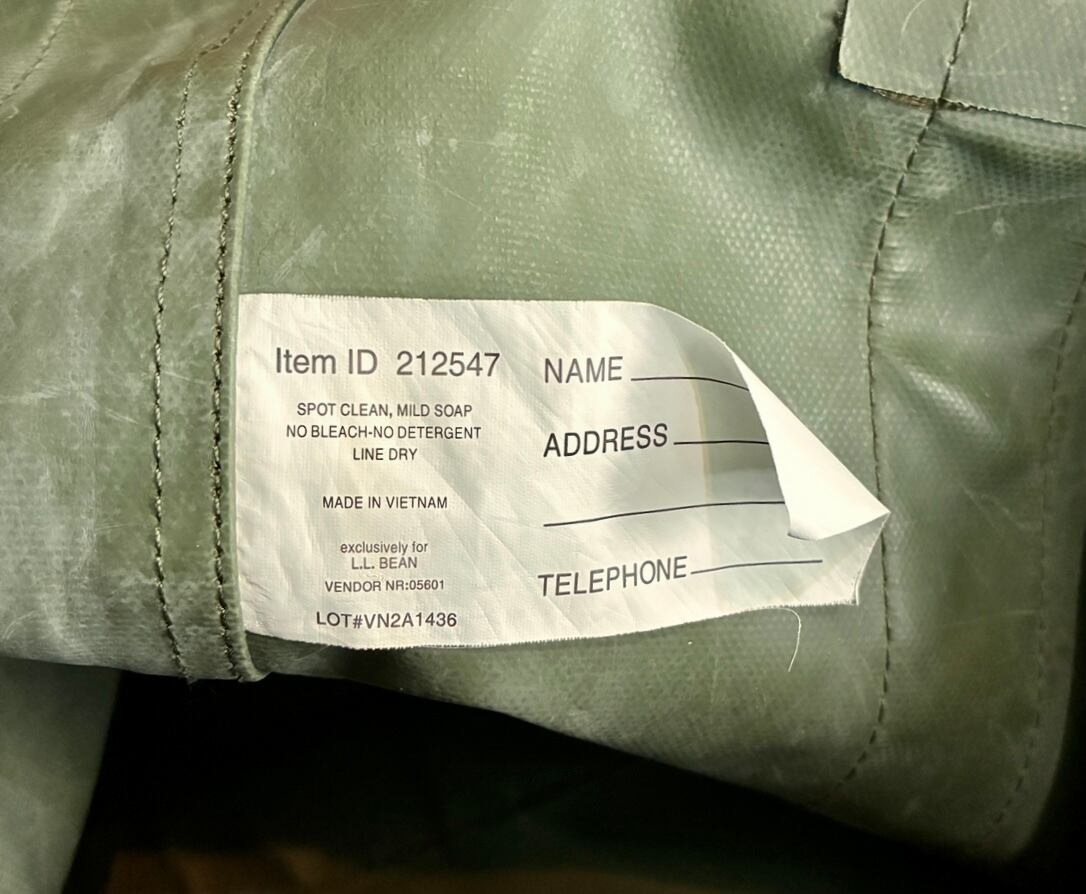 Item ID 212547
SPOT CLEAN, MILD SOAP
NO BLEACH-NO DETERGENT
LINE DRY
MADE IN VIETNAM
exclusively for
L.L. BEAN
VENDOR NR:05601
LOT#VN2A1436
NAME
ADDRESS
TELEPHONE